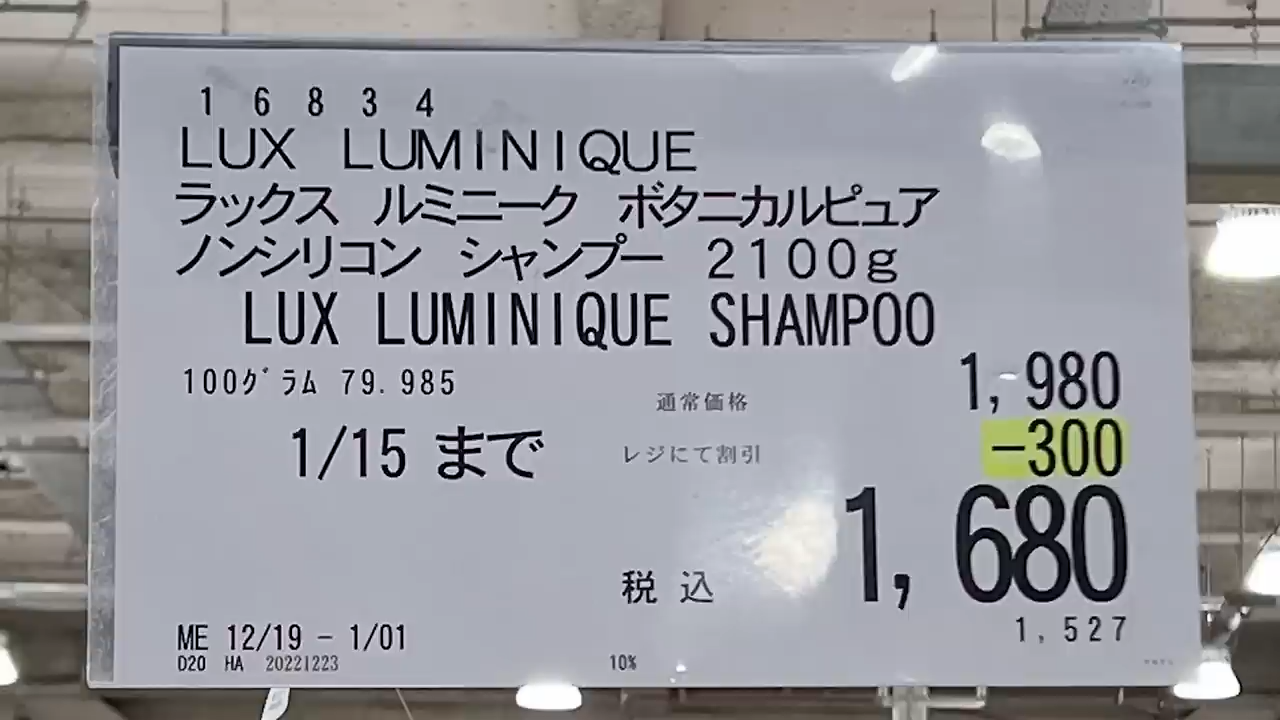 16834
LUX LUMINIQUE
ラックス ルミニーク ボタニカルピュア
ノンシリコン シャンプー 2100g
LUX LUMINIQUE SHAMPOO
100グラム 79.985
通常価格 1,980
1/15 まで レジにて割引 -300
税込 1,680
1,527
ME 12/19 - 1/01
D20 HA 20221223 10%